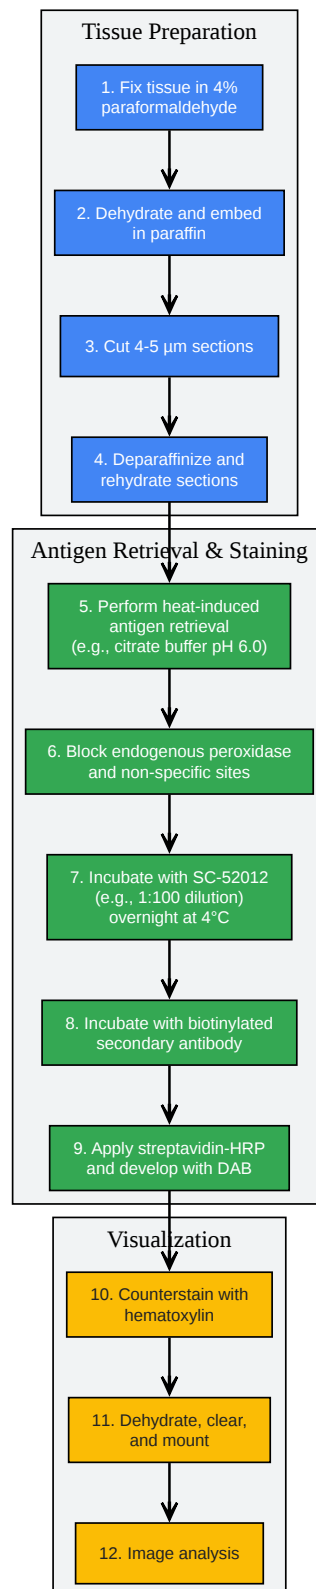 Tissue Preparation
1. Fix tissue in 4%
paraformaldehyde
2. Dehydrate and embed
in paraffin
3. Cut 4-5 µm sections
4. Deparaffinize and
rehydrate sections
Antigen Retrieval & Staining
5. Perform heat-induced
antigen retrieval
(e.g., citrate buffer pH 6.0)
6. Block endogenous peroxidase
and non-specific sites
7. Incubate with SC-52012
(e.g., 1:100 dilution)
overnight at 4°C
8. Incubate with biotinylated
secondary antibody
9. Apply streptavidin-HRP
and develop with DAB
Visualization
10. Counterstain with
hematoxylin
11. Dehydrate, clear,
and mount
12. Image analysis